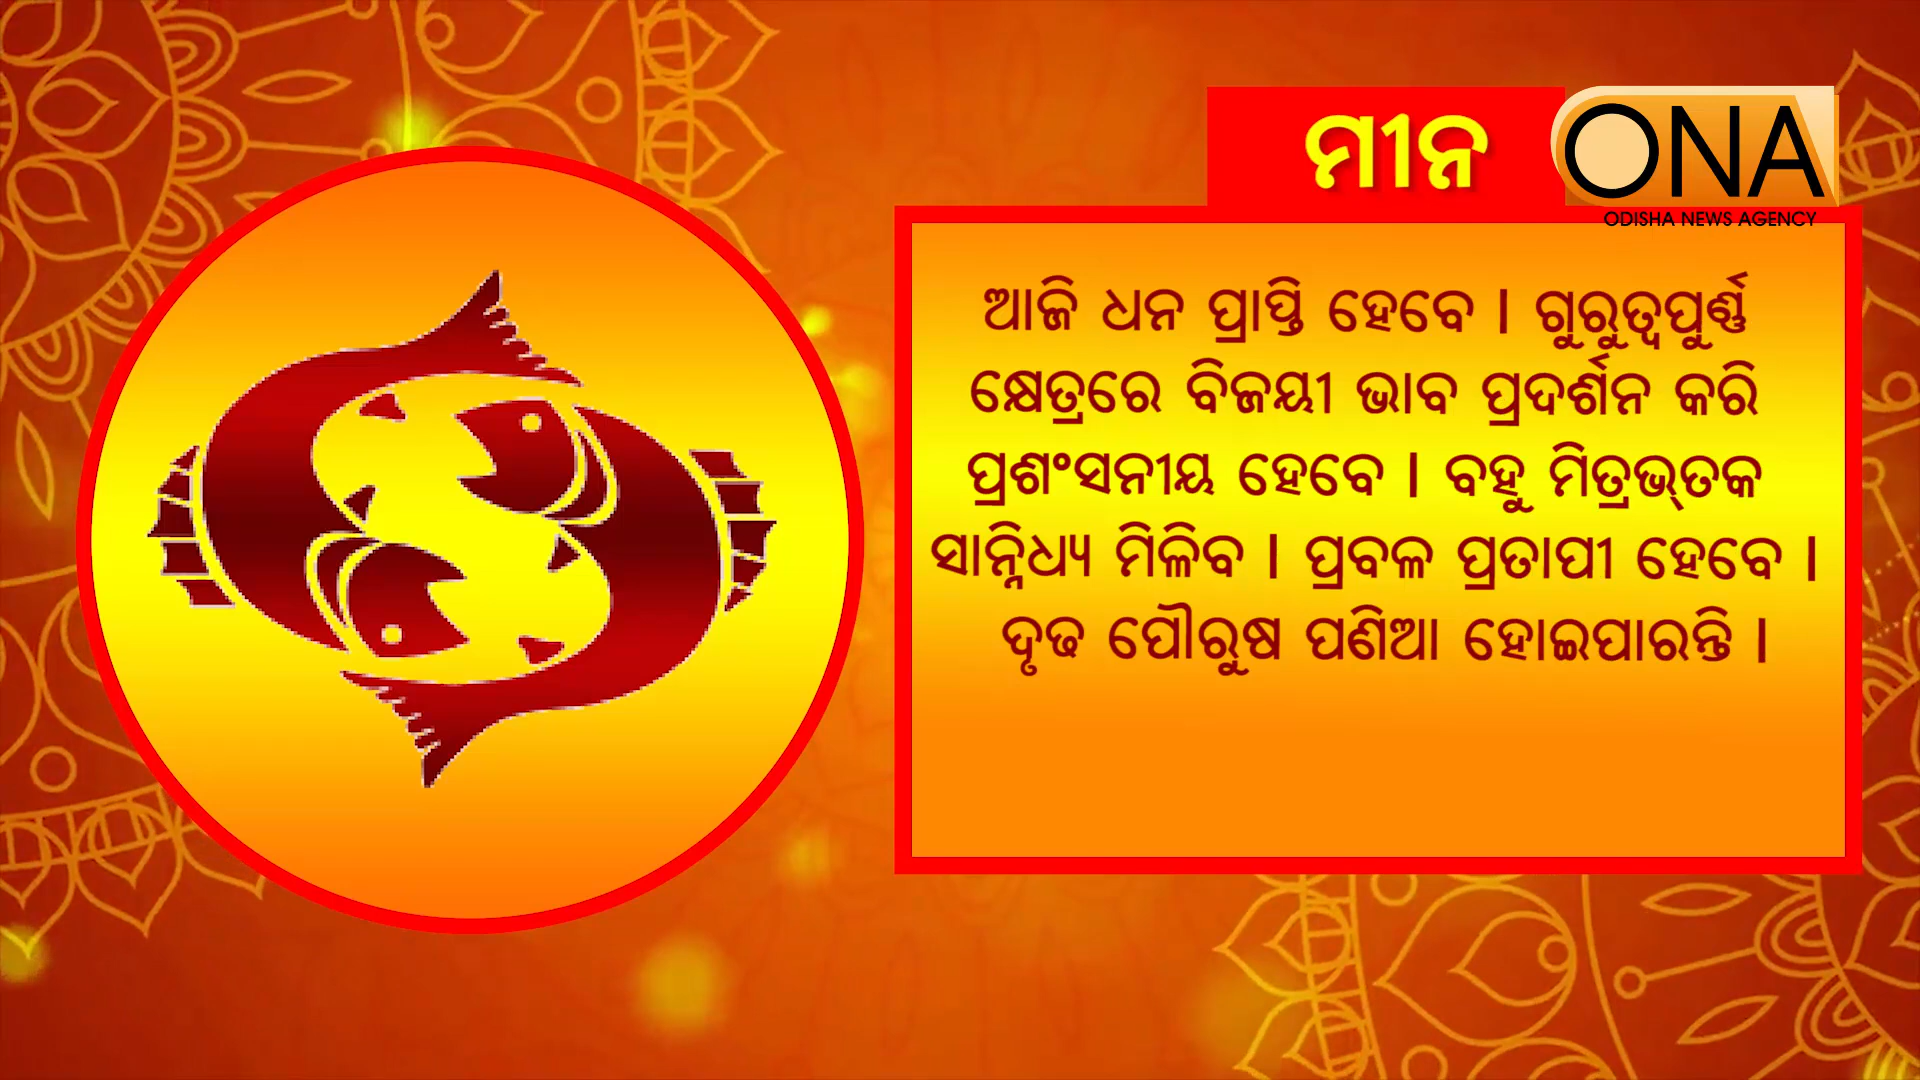 ମୀନ
ONA
ODISHA NEWS AGENCY
ଆଜି ଧନ ପ୍ରାପ୍ତି ହେବେ । ଗୁରୁତ୍ୱପୁର୍ଣ୍ଣ
କ୍ଷେତ୍ରରେ ବିଜୟୀ ଭାବ ପ୍ରଦର୍ଶନ କରି
ପ୍ରଶଂସନୀୟ ହେବେ । ବହୁ ମିତ୍ରଭ୍‌ତକ
ସାନ୍ନିଧ୍ୟ ମିଳିବ । ପ୍ରବଳ ପ୍ରତାପୀ ହେବେ ।
ଦୃଢ ପୌରୁଷ ପଣିଆ ହୋଇପାରନ୍ତି ।